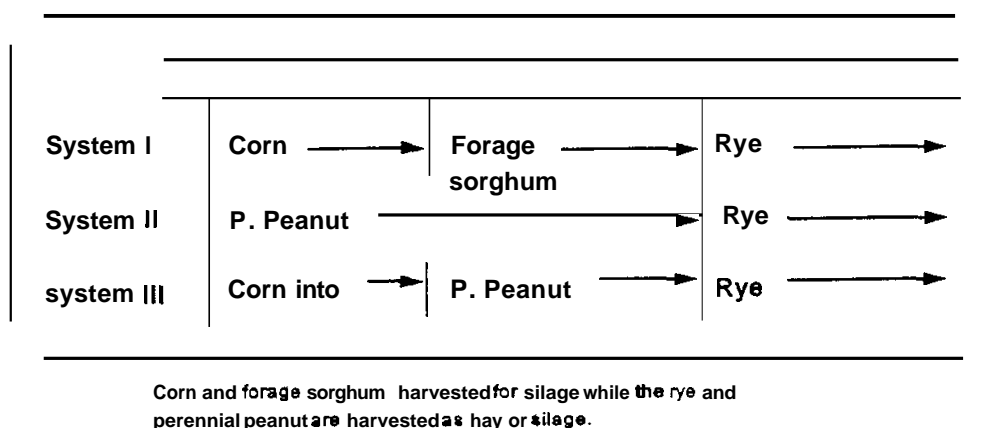 System I Corn Forage Rye
sorghum
System II P. Peanut Rye
system III Corn into P. Peanut Rye
Corn and forage sorghum harvested for silage while the rye and
perennial peanut are harvested as hay or silage.